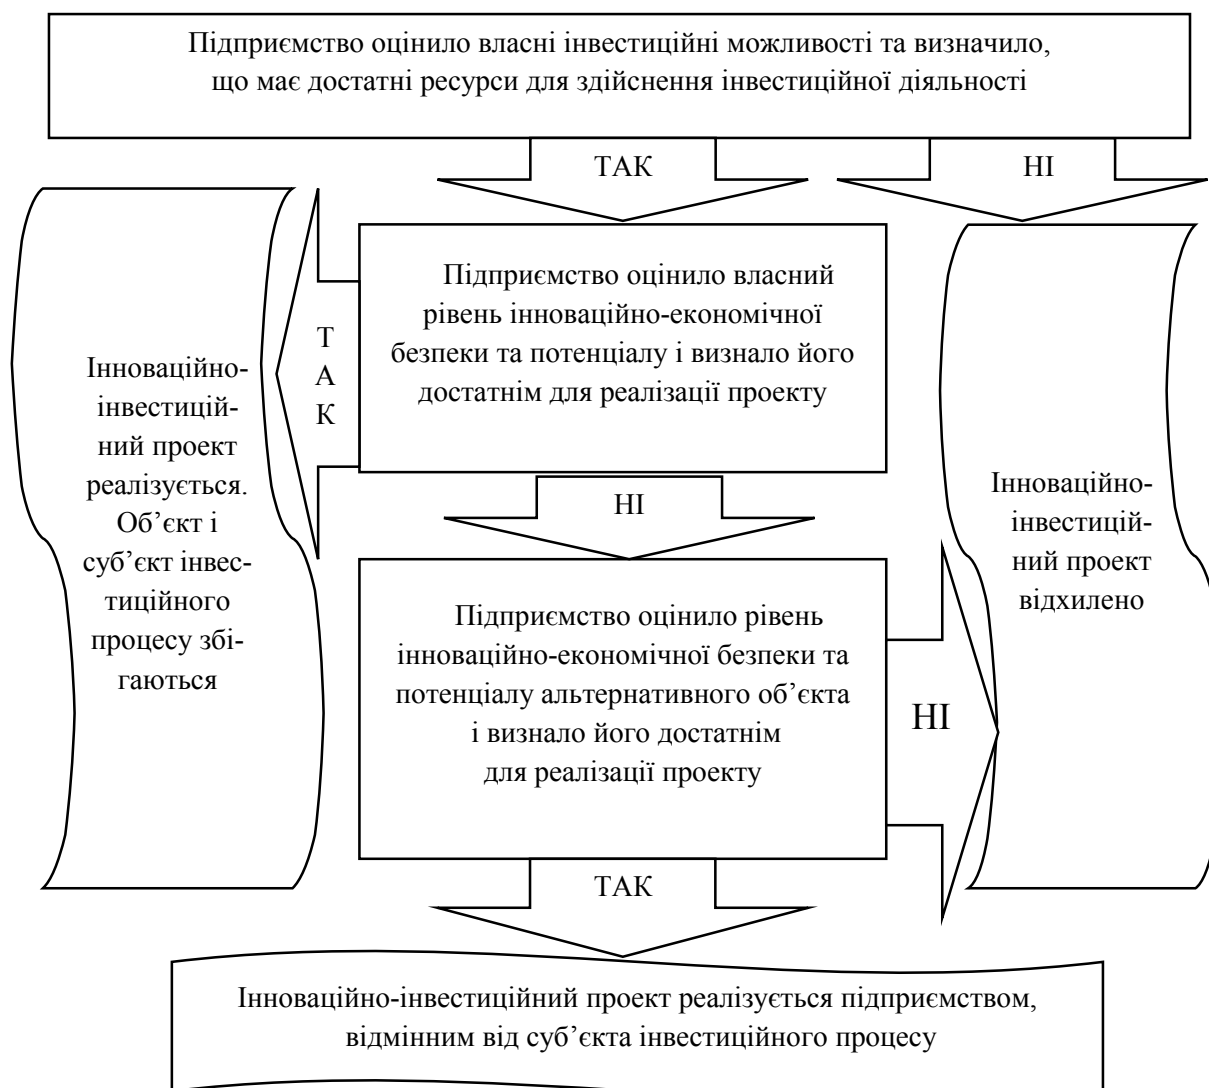 Підприємство оцінило власні інвестиційні можливості та визначило,
що має достатні ресурси для здійснення інвестиційної діяльності
ТАК
НІ
Підприємство оцінило власний
рівень інноваційно-економічної
безпеки та потенціалу і визнало його
достатнім для реалізації проекту
Т
А
К
Інноваційно-
інвестицій-
ний проект
реалізується.
Об’єкт і
суб’єкт інвес-
тиційного
процесу збі-
гаються
НІ
Інноваційно-
інвестицій-
ний проект
відхилено
Підприємство оцінило рівень
інноваційно-економічної безпеки та
потенціалу альтернативного об’єкта
і визнало його достатнім
для реалізації проекту
НІ
ТАК
Інноваційно-інвестиційний проект реалізується підприємством,
відмінним від суб’єкта інвестиційного процесу